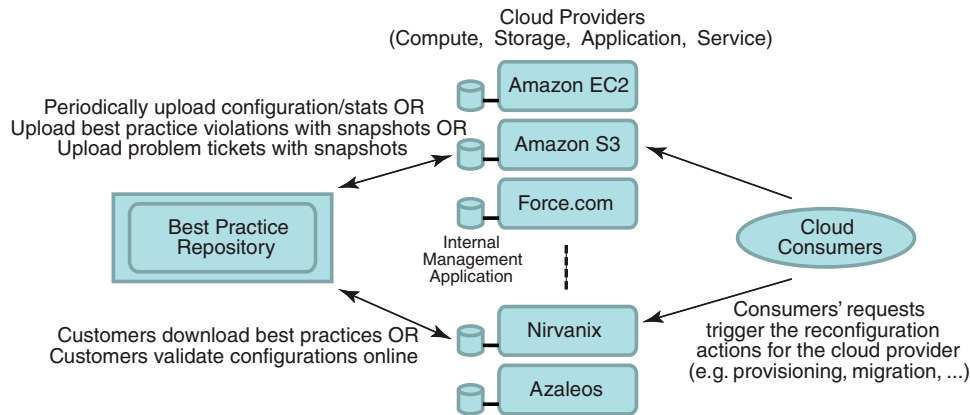 Cloud Providers
(Compute, Storage, Application, Service)
Amazon EC2
Periodically upload configuration/stats OR
Upload best practice violations with snapshots OR
Upload problem tickets with snapshots
Amazon S3
Force.com
Best Practice
Repository
Internal
Management
Application
Cloud
Consumers
Customers download best practices OR
Customers validate configurations online
Nirvanix
Azaleos
Consumers’ requests
trigger the reconfiguration
actions for the cloud provider
(e.g. provisioning, migration, ...)